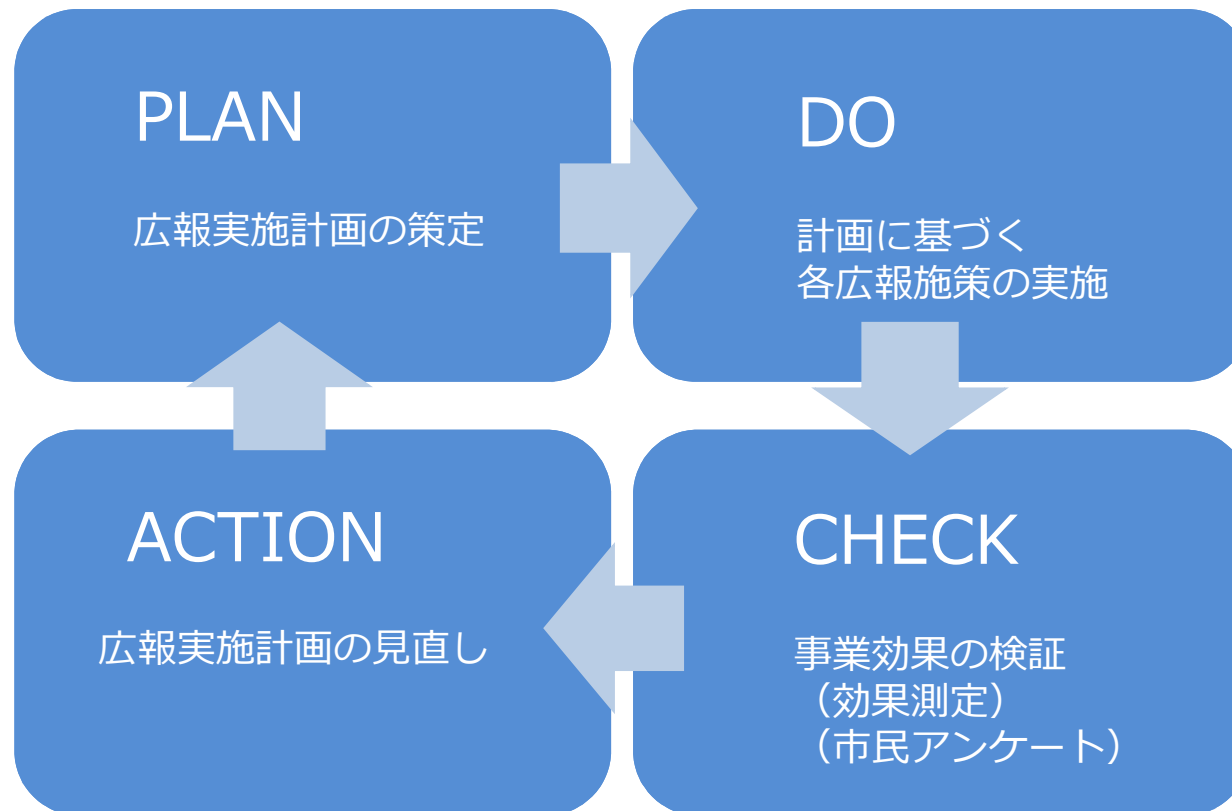 PLAN
広報実施計画の策定
DO
計画に基づく
各広報施策の実施
ACTION
広報実施計画の見直し
CHECK
事業効果の検証
（効果測定）
（市民アンケート）